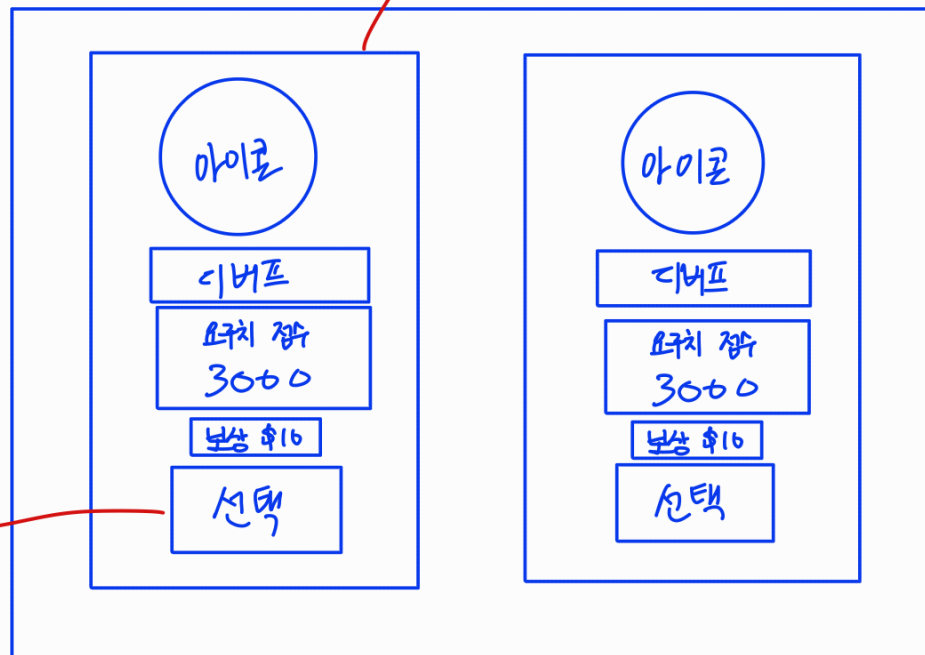 아이콘
디버프
요구치 점수
3000
보상 $10
선택
아이콘
디버프
요구치 점수
3000
보상 $10
선택